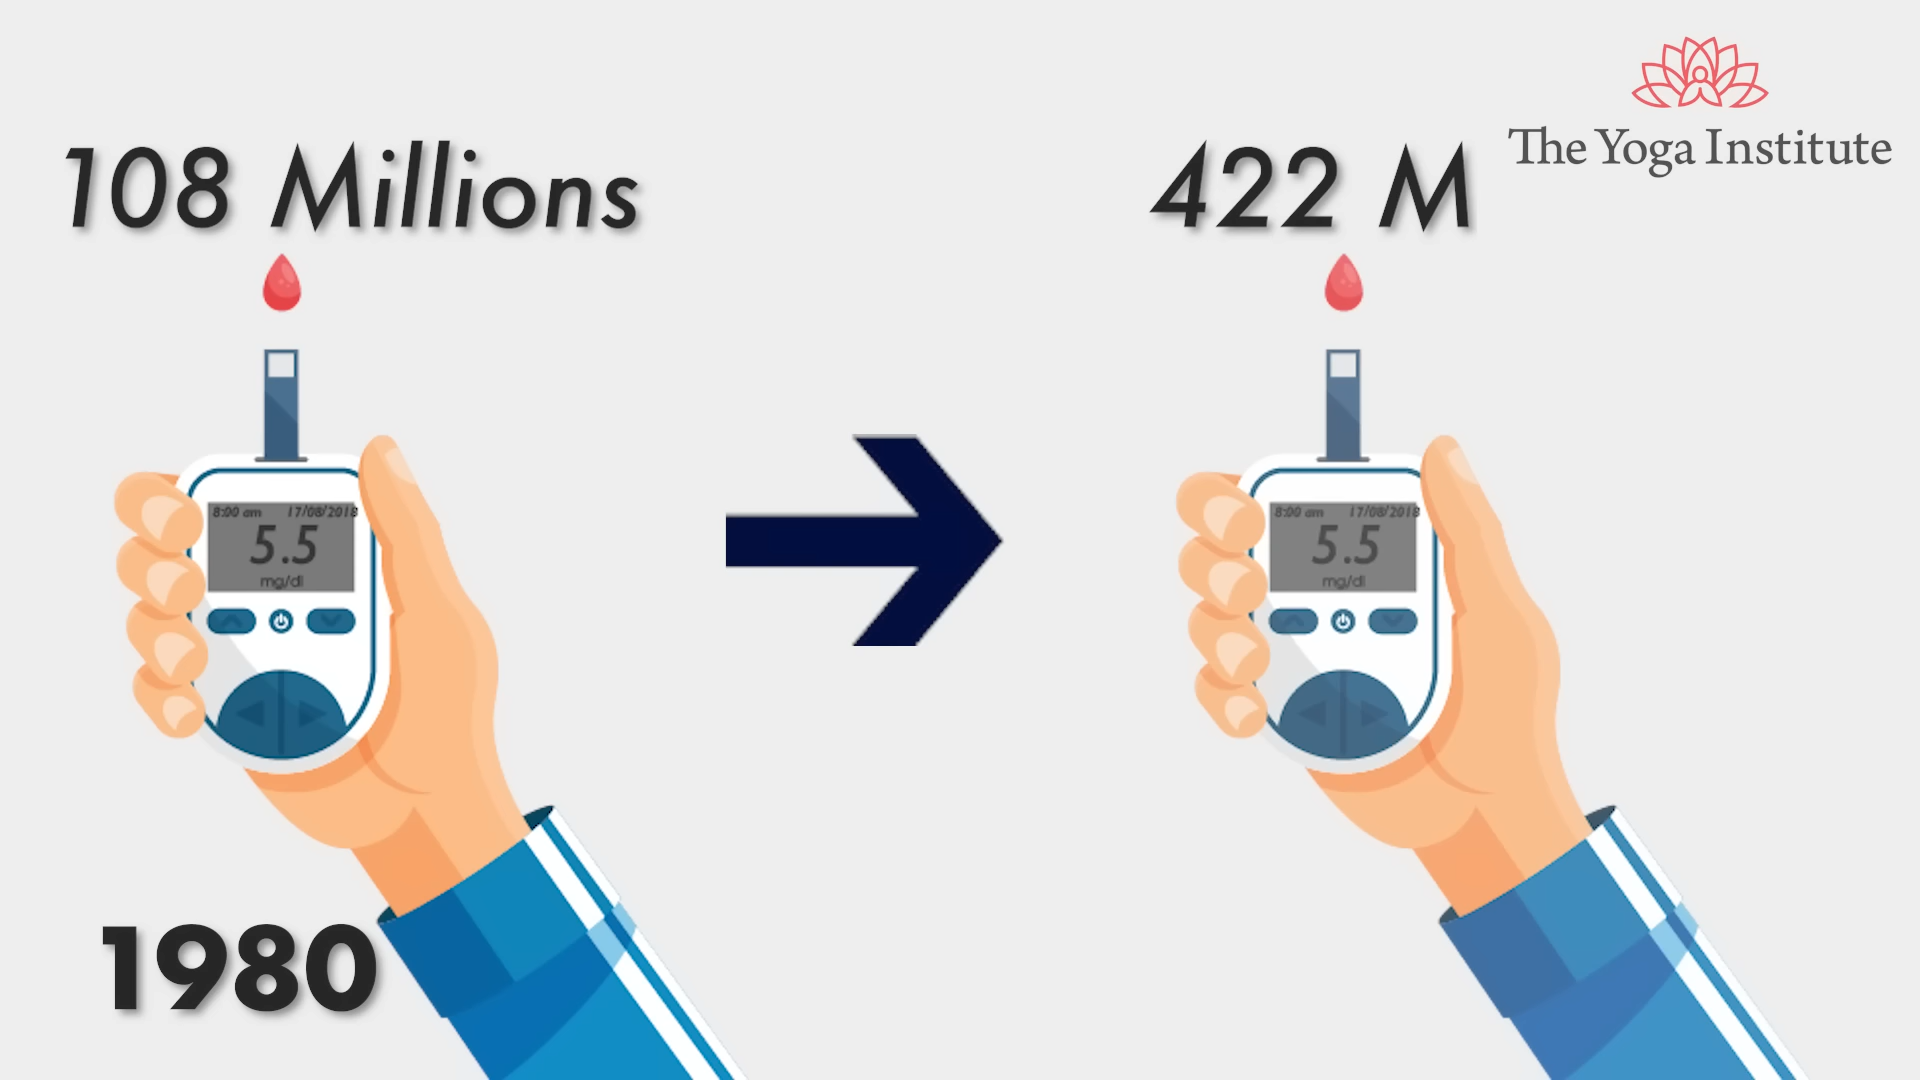 108 Millions
422 M
The Yoga Institute
8:00 am 17/08/2018
5.5
mg/dl
8:00 am 17/08/2018
5.5
mg/dl
1980